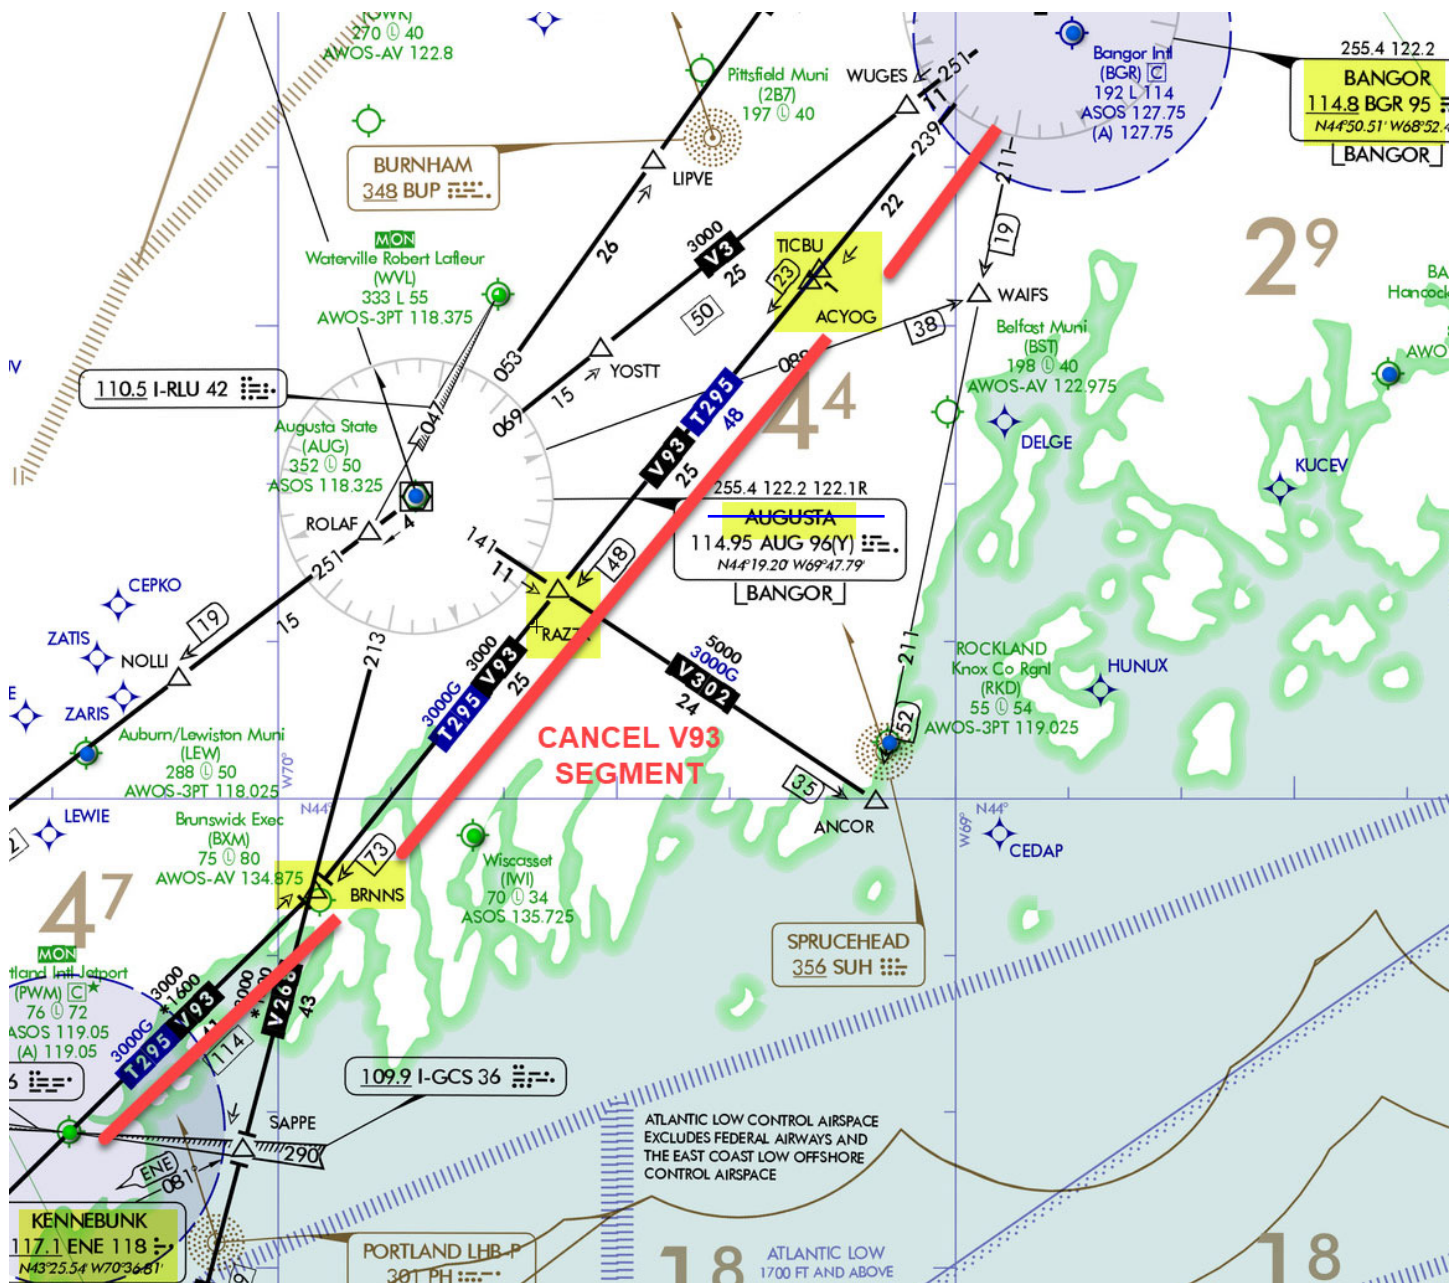 270 Ⓛ 40
AWOS-AV 122.8
Pittsfield Muni
(2B7)
197 Ⓛ 40
WUGES
251
11
239
Bangor Intl
(BGR) C
192 L 114
ASOS 127.75
(A) 127.75
255.4 122.2
BANGOR
114.8 BGR 95
N44°50.51' W68°52.4
BANGOR
BURNHAM
348 BUP
LIPVE
211
22
19
26
3000
V3
25
TICBU
23
1
ACYOG
50
2⁹
MON
Waterville Robert Lafleur
(WVL)
333 L 55
AWOS-3PT 118.375
WAIFS
38
Belfast Muni
(BST)
198 Ⓛ 40
AWOS-AV 122.975
Hancock
AWO
110.5 I-RLU 42
053
YOSTT
15
069
047
T295
48
V93
25
4⁴
DELGE
KUCEV
Augusta State
(AUG)
352 Ⓛ 50
ASOS 118.325
255.4 122.2 122.1R
AUGUSTA
114.95 AUG 96(Y)
N44°19.20' W69°47.79'
BANGOR
ROLAF
4
251
141
11
48
CEPKO
ZATIS
NOLLI
19
15
ZARIS
213
3000
V93
3000G
T295
25
5000
3000G
V302
24
211
ROCKLAND
Knox Co Rgnl
(RKD)
55 Ⓛ 54
AWOS-3PT 119.025
HUNUX
52
CANCEL V93
SEGMENT
Auburn/Lewiston Muni
(LEW)
288 Ⓛ 50
AWOS-3PT 118.025
W70°
N44°
35
ANCOR
N44°
W69°
CEDAP
LEWIE
Brunswick Exec
(BXM)
75 Ⓛ 80
AWOS-AV 134.875
73
BRNNS
Wiscasset
(IWI)
70 Ⓛ 34
ASOS 135.725
4⁷
MON
tland Intl Jetport
(PWM) C★
76 Ⓛ 72
ASOS 119.05
(A) 119.05
3000
*1600
V93
3000G
T295
114
43
SPRUCEHEAD
356 SUH
109.9 I-GCS 36
SAPPE
290
ENE
081°
ATLANTIC LOW CONTROL AIRSPACE
EXCLUDES FEDERAL AIRWAYS AND
THE EAST COAST LOW OFFSHORE
CONTROL AIRSPACE
KENNEBUNK
117.1 ENE 118
N43°25.54' W70°36.81'
PORTLAND LHB-P
301 PH
18
ATLANTIC LOW
1700 FT AND ABOVE
18